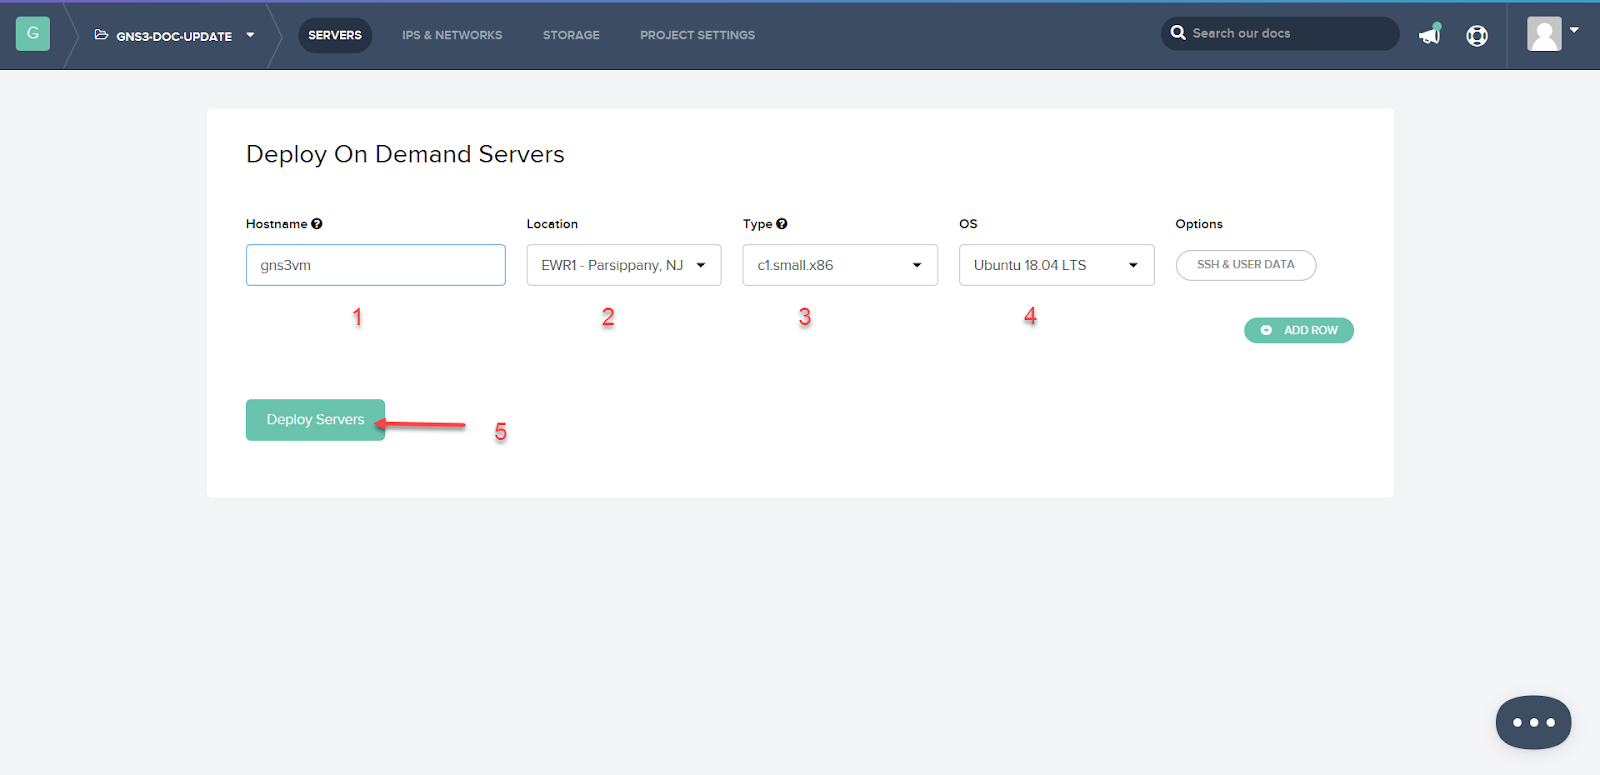 G GNS3-DOC-UPDATE SERVERS IPS & NETWORKS STORAGE PROJECT SETTINGS Search our docs
Deploy On Demand Servers
Hostname Location Type OS Options
gns3vm EWR1 - Parsippany, NJ c1.small.x86 Ubuntu 18.04 LTS SSH & USER DATA
1 2 3 4
ADD ROW
Deploy Servers
5